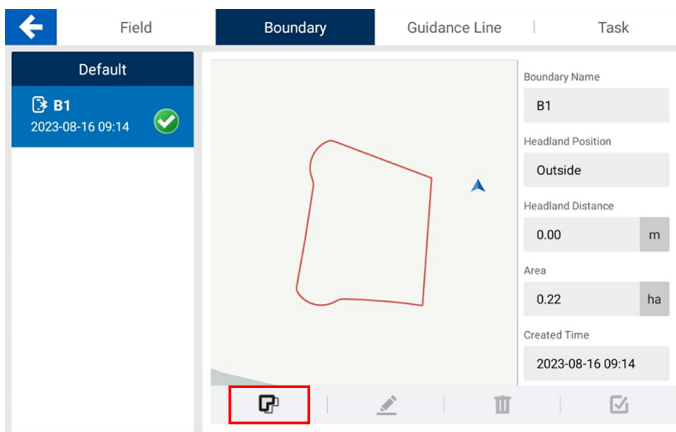 Field
Boundary
Guidance Line
Task
Default
B1
2023-08-16 09:14
Boundary Name
B1
Headland Position
Outside
Headland Distance
0.00 m
Area
0.22 ha
Created Time
2023-08-16 09:14